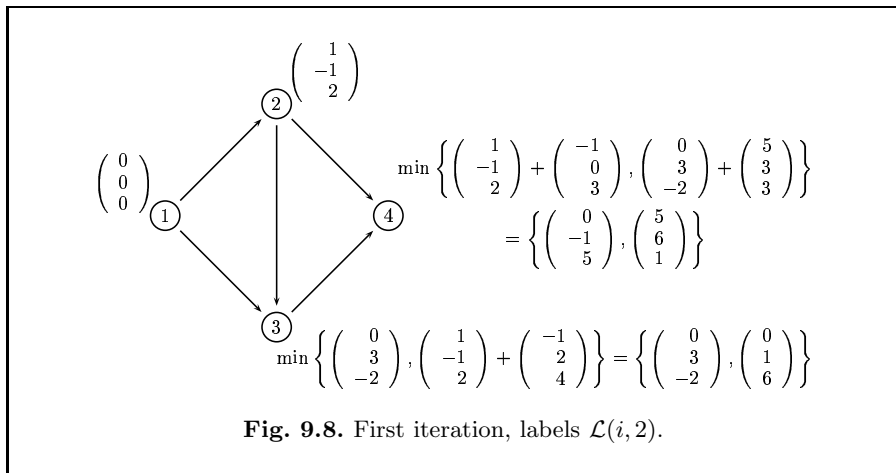 ( 1 −1 2 )
2
( 0 0 0 )
1
4
min { ( 1 −1 2 ) + ( −1 0 3 ) , ( 0 3 −2 ) + ( 5 3 3 ) }
= { ( 0 −1 5 ) , ( 5 6 1 ) }
3
min { ( 0 3 −2 ) , ( 1 −1 2 ) + ( −1 2 4 ) } = { ( 0 3 −2 ) , ( 0 1 6 ) }
Fig. 9.8. First iteration, labels ℒ(i, 2).